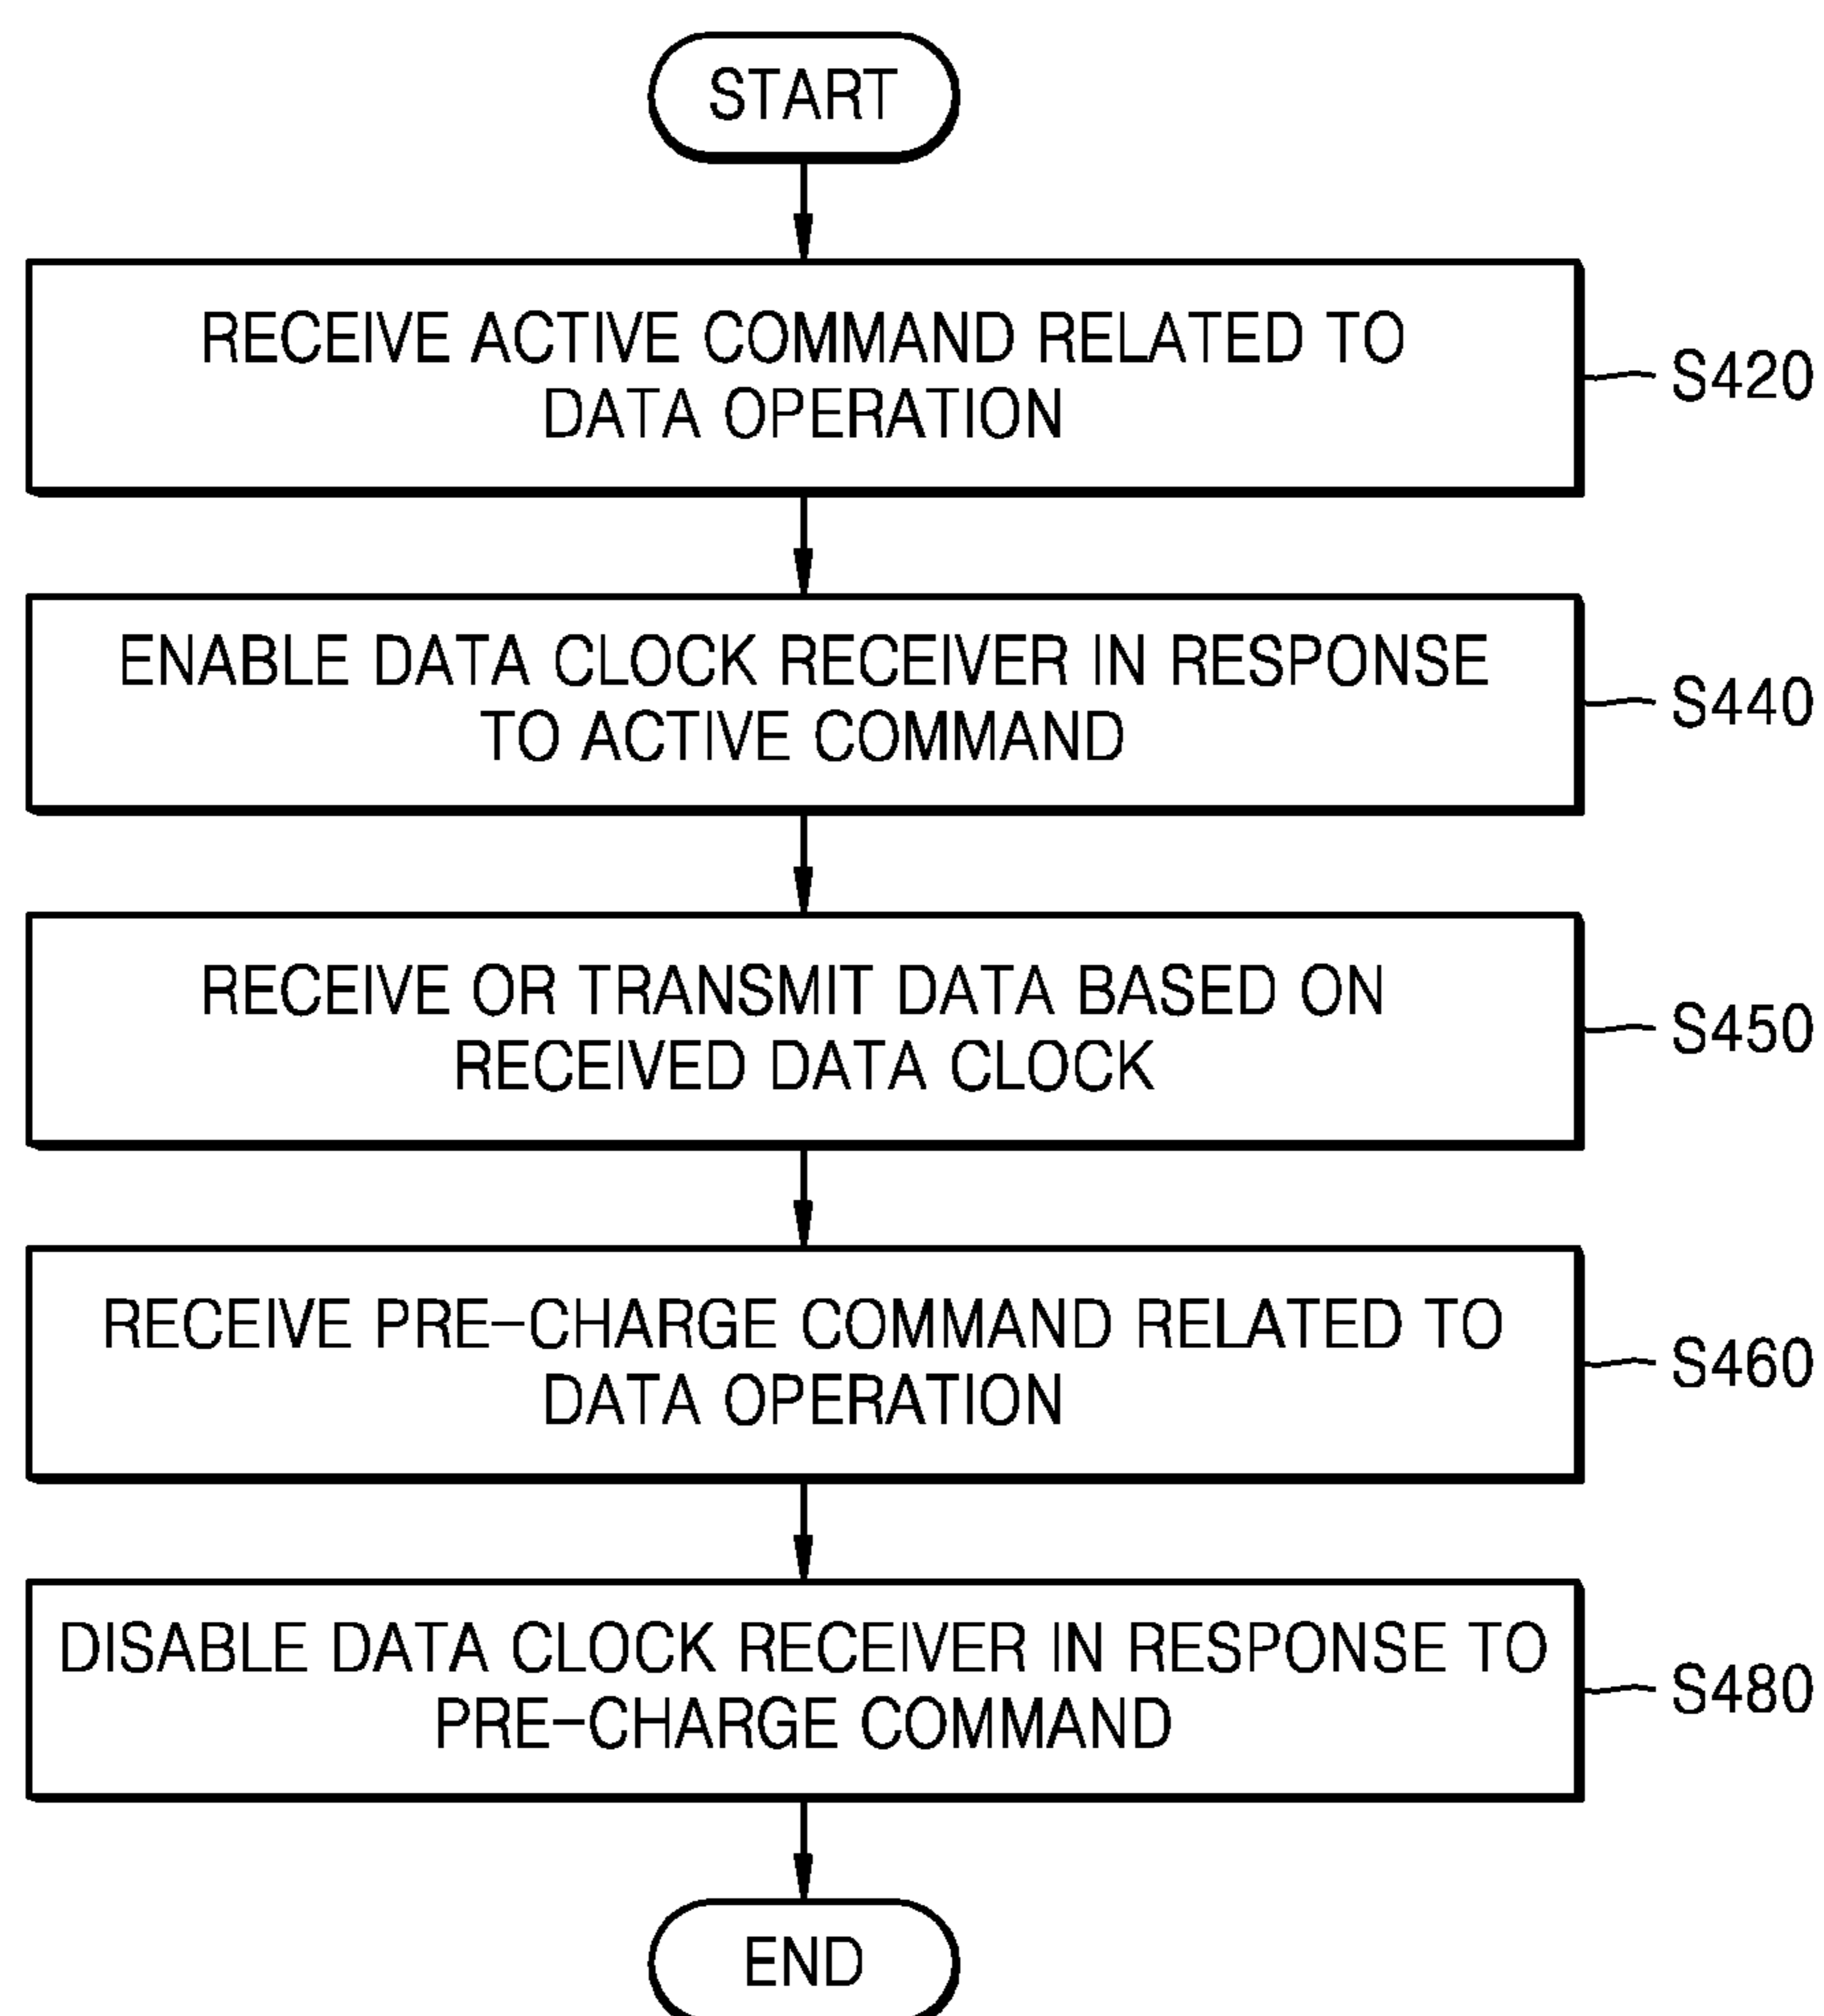 START
RECEIVE ACTIVE COMMAND RELATED TO
DATA OPERATION
S420
ENABLE DATA CLOCK RECEIVER IN RESPONSE
TO ACTIVE COMMAND
S440
RECEIVE OR TRANSMIT DATA BASED ON
RECEIVED DATA CLOCK
S450
RECEIVE PRE-CHARGE COMMAND RELATED TO
DATA OPERATION
S460
DISABLE DATA CLOCK RECEIVER IN RESPONSE TO
PRE-CHARGE COMMAND
S480
END